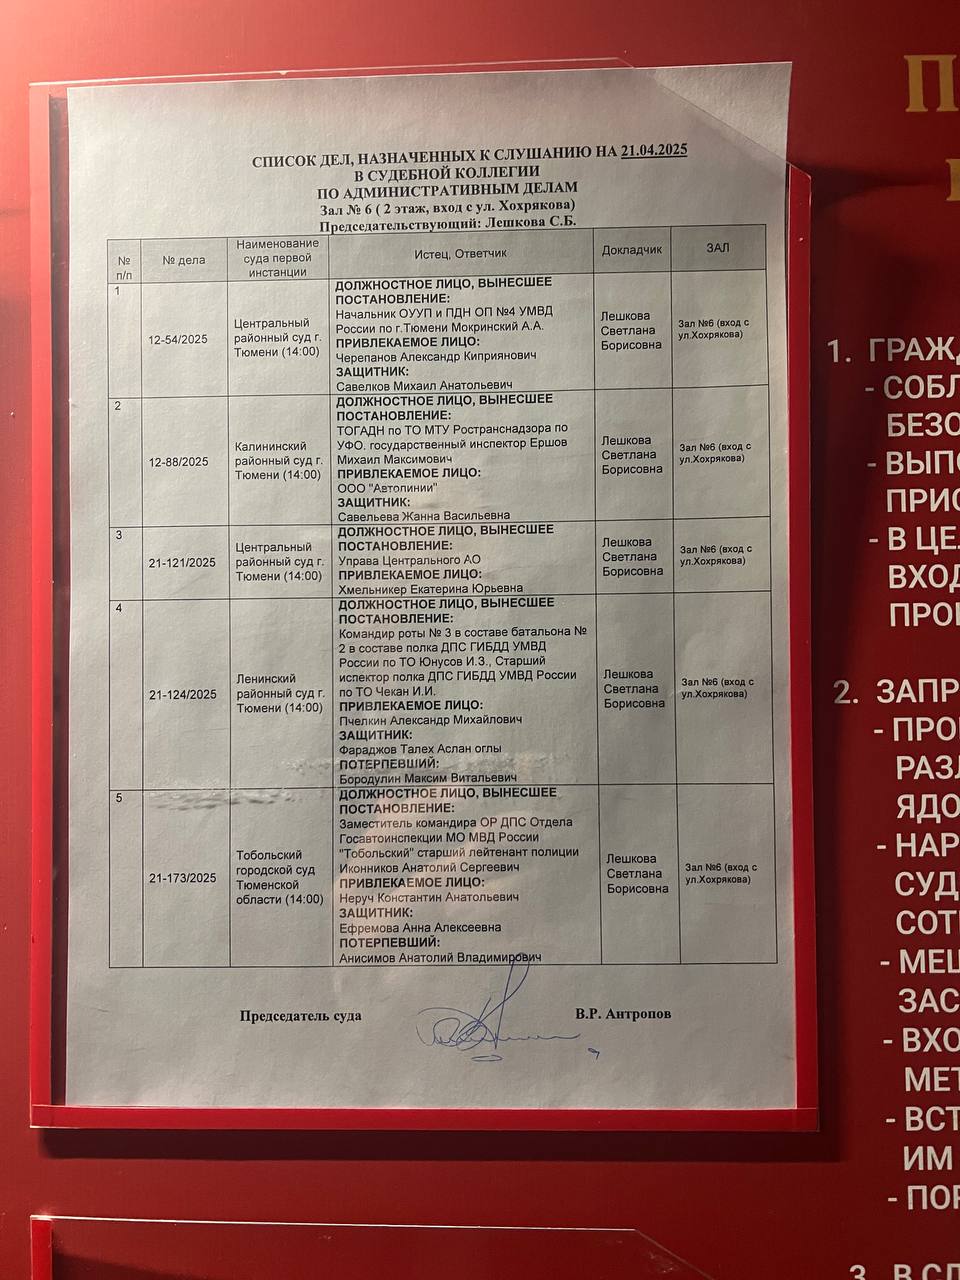 СПИСОК ДЕЛ, НАЗНАЧЕННЫХ К СЛУШАНИЮ НА 21.04.2025
В СУДЕБНОЙ КОЛЛЕГИИ
ПО АДМИНИСТРАТИВНЫМ ДЕЛАМ
Зал № 6 ( 2 этаж, вход с ул. Хохрякова)
Председательствующий: Лешкова С.Б.
№
п/п
№ дела
Наименование
суда первой
инстанции
Истец, Ответчик
Докладчик
ЗАЛ
1
12-54/2025
Центральный
районный суд г.
Тюмени (14:00)
ДОЛЖНОСТНОЕ ЛИЦО, ВЫНЕСШЕЕ
ПОСТАНОВЛЕНИЕ:
Начальник ОУУП и ПДН ОП №4 УМВД
России по г.Тюмени Мокринский А.А.
ПРИВЛЕКАЕМОЕ ЛИЦО:
Черепанов Александр Киприянович
ЗАЩИТНИК:
Савелков Михаил Анатольевич
Лешкова
Светлана
Борисовна
Зал №6 (вход с
ул.Хохрякова)
2
12-88/2025
Калининский
районный суд г.
Тюмени (14:00)
ДОЛЖНОСТНОЕ ЛИЦО, ВЫНЕСШЕЕ
ПОСТАНОВЛЕНИЕ:
ТОГАДН по ТО МТУ Ространснадзора по
УФО. государственный инспектор Ершов
Михаил Максимович
ПРИВЛЕКАЕМОЕ ЛИЦО:
ООО "Автолинии"
ЗАЩИТНИК:
Савельева Жанна Васильевна
Лешкова
Светлана
Борисовна
Зал №6 (вход с
ул.Хохрякова)
3
21-121/2025
Центральный
районный суд г.
Тюмени (14:00)
ДОЛЖНОСТНОЕ ЛИЦО, ВЫНЕСШЕЕ
ПОСТАНОВЛЕНИЕ:
Управа Центрального АО
ПРИВЛЕКАЕМОЕ ЛИЦО:
Хмельникер Екатерина Юрьевна
Лешкова
Светлана
Борисовна
Зал №6 (вход с
ул.Хохрякова)
4
21-124/2025
Ленинский
районный суд г.
Тюмени (14:00)
ДОЛЖНОСТНОЕ ЛИЦО, ВЫНЕСШЕЕ
ПОСТАНОВЛЕНИЕ:
Командир роты № 3 в составе батальона №
2 в составе полка ДПС ГИБДД УМВД
России по ТО Юнусов И.З., Старший
испектор полка ДПС ГИБДД УМВД России
по ТО Чекан И.И.
ПРИВЛЕКАЕМОЕ ЛИЦО:
Пчелкин Александр Михайлович
ЗАЩИТНИК:
Фараджов Талех Аслан оглы
ПОТЕРПЕВШИЙ:
Бородулин Максим Витальевич
Лешкова
Светлана
Борисовна
Зал №6 (вход с
ул.Хохрякова)
5
21-173/2025
Тобольский
городской суд
Тюменской
области (14:00)
ДОЛЖНОСТНОЕ ЛИЦО, ВЫНЕСШЕЕ
ПОСТАНОВЛЕНИЕ:
Заместитель командира ОР ДПС Отдела
Госавтоинспекции МО МВД России
"Тобольский" старший лейтенант полиции
Иконников Анатолий Сергеевич
ПРИВЛЕКАЕМОЕ ЛИЦО:
Неруч Константин Анатольевич
ЗАЩИТНИК:
Ефремова Анна Алексеевна
ПОТЕРПЕВШИЙ:
Анисимов Анатолий Владимирович
Лешкова
Светлана
Борисовна
Зал №6 (вход с
ул.Хохрякова)
Председатель суда
В.Р. Антропов
П
1. ГРАЖД
- СОБЛ
БЕЗО
- ВЫПО
ПРИС
- В ЦЕЛ
ВХОД
ПРОИ
2. ЗАПР
- ПРО
РАЗЛ
ЯДО
- НАР
СУД
СОТ
- МЕШ
ЗАС
- ВХО
МЕТ
- ВСТ
ИМ
- ПОР
3. В СЛ